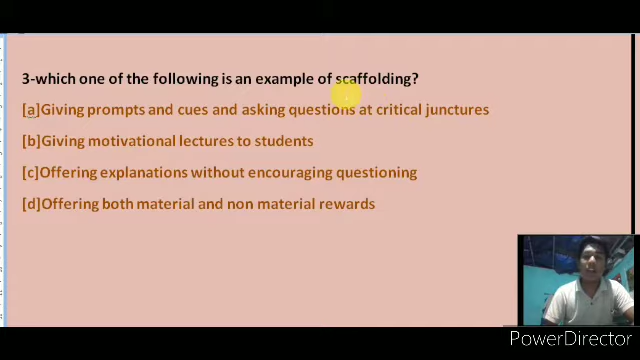 3-which one of the following is an example of scaffolding?
[a]Giving prompts and cues and asking questions at critical junctures
[b]Giving motivational lectures to students
[c]Offering explanations without encouraging questioning
[d]Offering both material and non material rewards
PowerDirector